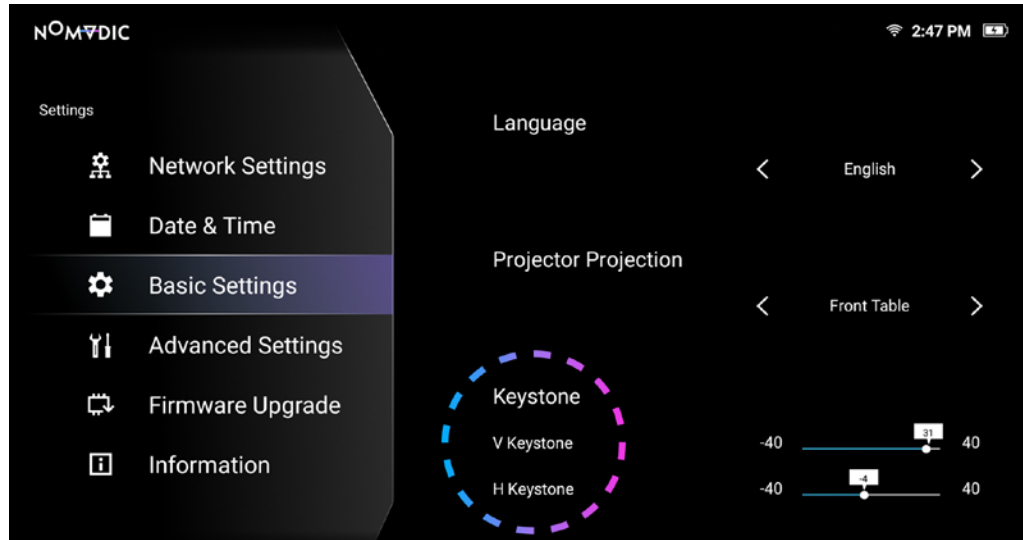 NOMADIC
2:47 PM
Settings
Network Settings
Date & Time
Basic Settings
Advanced Settings
Firmware Upgrade
Information
Language
English
Projector Projection
Front Table
Keystone
V Keystone -40 31 40
H Keystone -40 -4 40